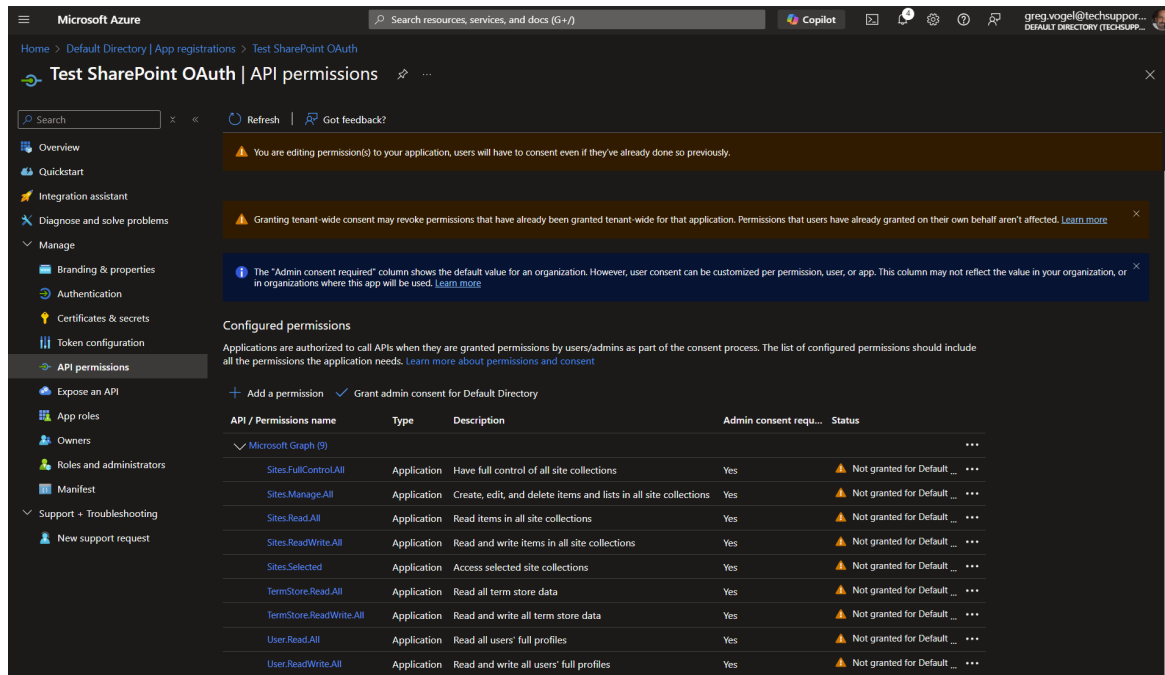 Microsoft Azure
Search resources, services, and docs (G+/)
Copilot
4
greg.vogel@techsuppor...
DEFAULT DIRECTORY (TECHSUPP...
Home > Default Directory | App registrations > Test SharePoint OAuth
Test SharePoint OAuth | API permissions
Search
Refresh
Got feedback?
Overview
Quickstart
Integration assistant
Diagnose and solve problems
Manage
Branding & properties
Authentication
Certificates & secrets
Token configuration
API permissions
Expose an API
App roles
Owners
Roles and administrators
Manifest
Support + Troubleshooting
New support request
You are editing permission(s) to your application, users will have to consent even if they've already done so previously.
Granting tenant-wide consent may revoke permissions that have already been granted tenant-wide for that application. Permissions that users have already granted on their own behalf aren't affected. Learn more
The "Admin consent required" column shows the default value for an organization. However, user consent can be customized per permission, user, or app. This column may not reflect the value in your organization, or
in organizations where this app will be used. Learn more
Configured permissions
Applications are authorized to call APIs when they are granted permissions by users/admins as part of the consent process. The list of configured permissions should include
all the permissions the application needs. Learn more about permissions and consent
Add a permission Grant admin consent for Default Directory
API / Permissions name Type Description Admin consent requ... Status
Microsoft Graph (9)
Sites.FullControl.All Application Have full control of all site collections Yes Not granted for Default ...
Sites.Manage.All Application Create, edit, and delete items and lists in all site collections Yes Not granted for Default ...
Sites.Read.All Application Read items in all site collections Yes Not granted for Default ...
Sites.ReadWrite.All Application Read and write items in all site collections Yes Not granted for Default ...
Sites.Selected Application Access selected site collections Yes Not granted for Default ...
TermStore.Read.All Application Read all term store data Yes Not granted for Default ...
TermStore.ReadWrite.All Application Read and write all term store data Yes Not granted for Default ...
User.Read.All Application Read all users' full profiles Yes Not granted for Default ...
User.ReadWrite.All Application Read and write all users' full profiles Yes Not granted for Default ...